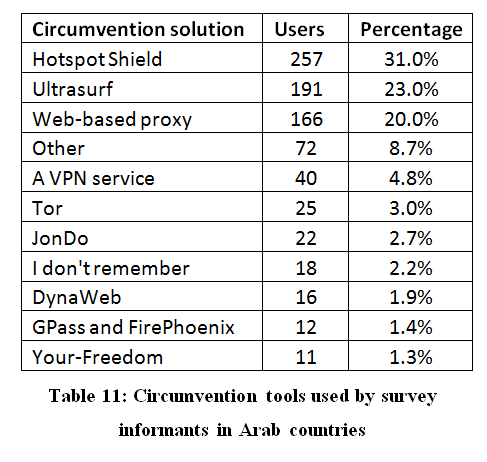 Circumvention solution Users Percentage
Hotspot Shield 257 31.0%
Ultrasurf 191 23.0%
Web-based proxy 166 20.0%
Other 72 8.7%
A VPN service 40 4.8%
Tor 25 3.0%
JonDo 22 2.7%
I don't remember 18 2.2%
DynaWeb 16 1.9%
GPass and FirePhoenix 12 1.4%
Your-Freedom 11 1.3%
Table 11: Circumvention tools used by survey
informants in Arab countries